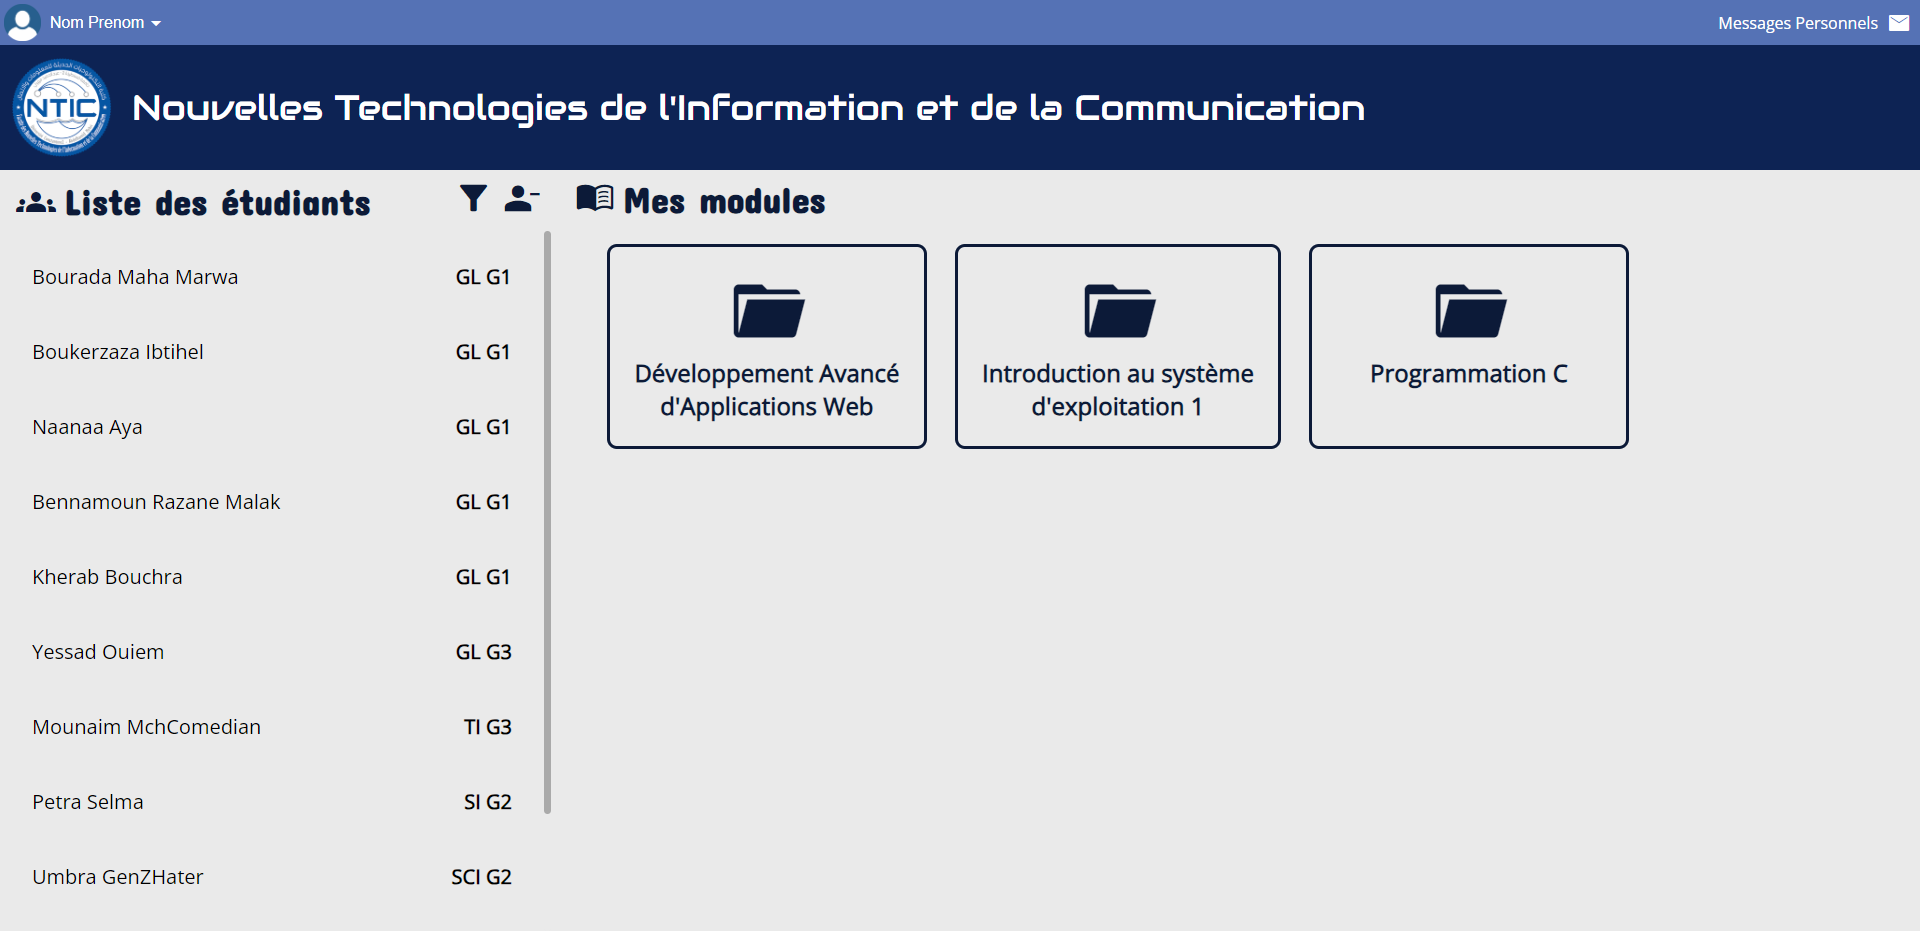 Nom Prenom
Messages Personnels
NTIC
Nouvelles Technologies de l'Information et de la Communication
Liste des étudiants
Bourada Maha Marwa GL G1
Boukerzaza Ibtihel GL G1
Naanaa Aya GL G1
Bennamoun Razane Malak GL G1
Kherab Bouchra GL G1
Yessad Ouiem GL G3
Mounaim MchComedian TI G3
Petra Selma SI G2
Umbra GenZHater SCI G2
Mes modules
Développement Avancé
d'Applications Web
Introduction au système
d'exploitation 1
Programmation C